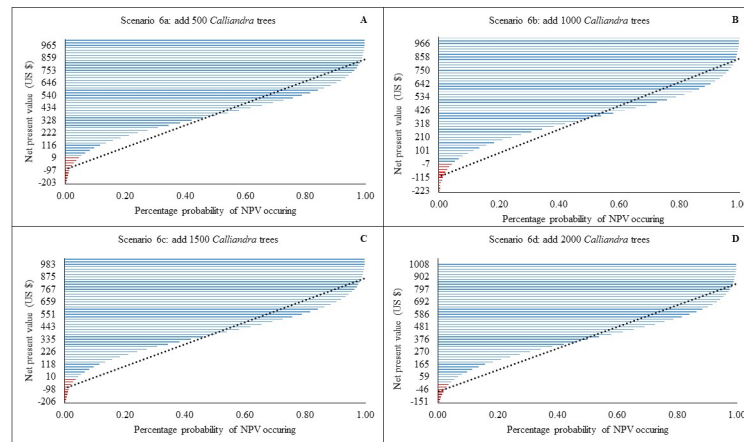 Scenario 6a: add 500 Calliandra trees
A
Net present value (US $)
965
859
753
646
540
434
328
222
116
9
-97
-203
0.00 0.20 0.40 0.60 0.80 1.00
Percentage probability of NPV occuring
Scenario 6b: add 1000 Calliandra trees
B
Net present value (US $)
966
858
750
642
534
426
318
210
101
-7
-115
-223
0.00 0.20 0.40 0.60 0.80 1.00
Percentage probability of NPV occuring
Scenario 6c: add 1500 Calliandra trees
C
Net present value (US $)
983
875
767
659
551
443
335
226
118
10
-98
-206
0.00 0.20 0.40 0.60 0.80 1.00
Percentage probability of NPV occuring
Scenario 6d: add 2000 Calliandra trees
D
Net present value (US $)
1008
902
797
692
586
481
376
270
165
59
-46
-151
0.00 0.20 0.40 0.60 0.80 1.00
Percentage probability of NPV occuring